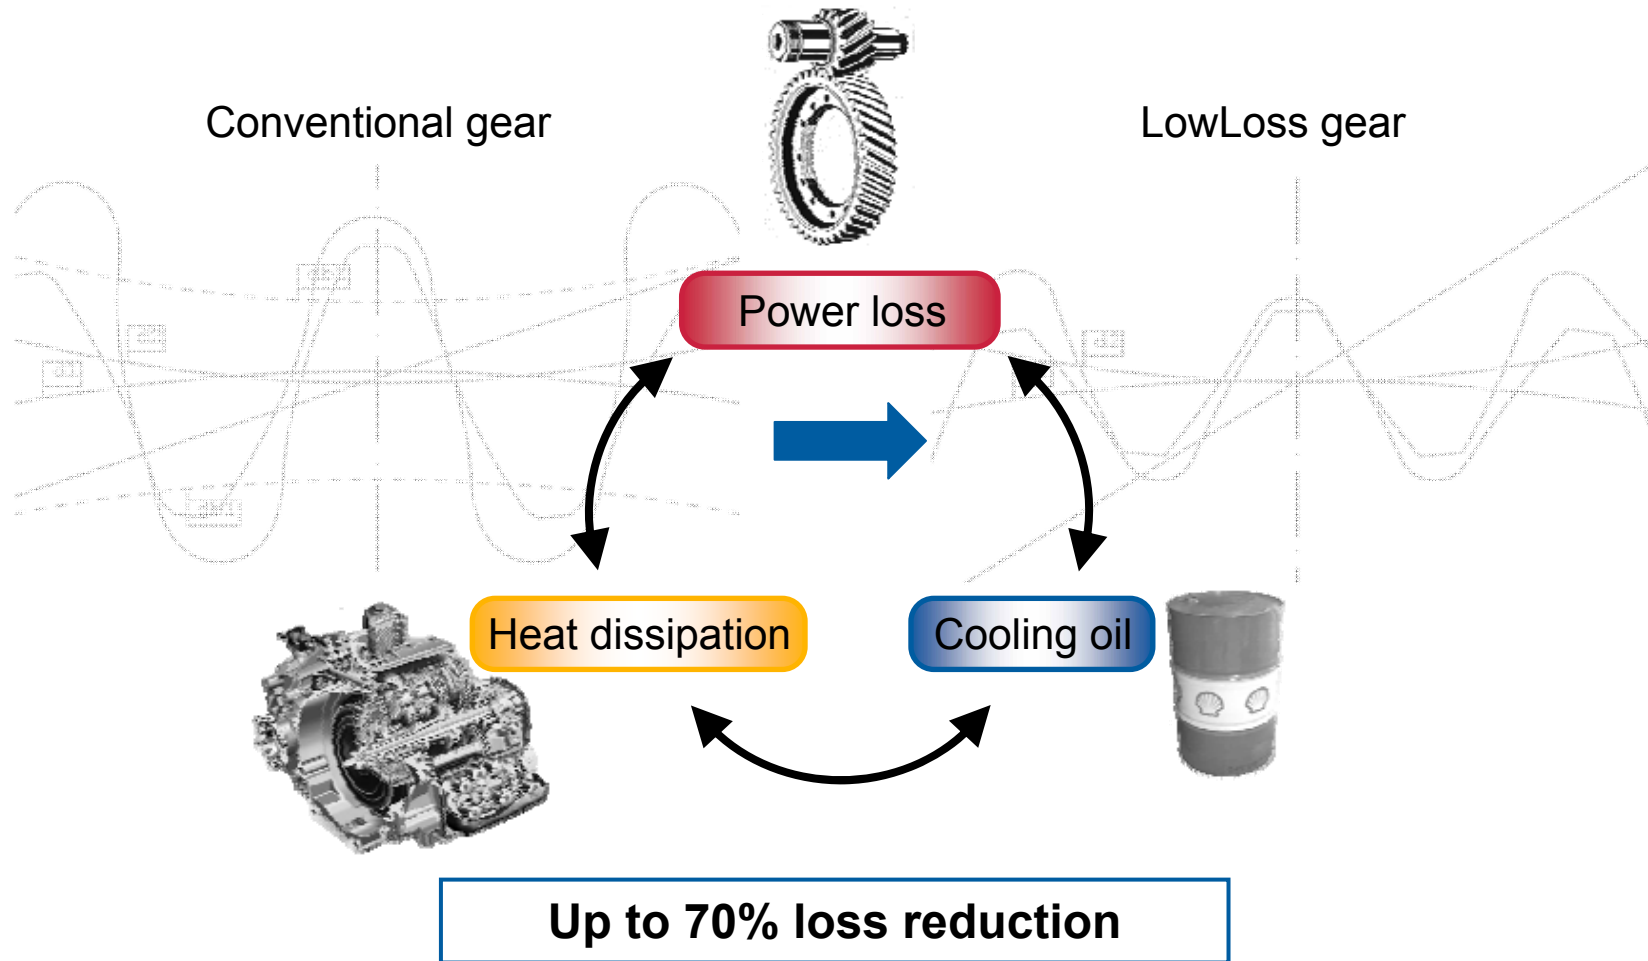 Conventional gear
LowLoss gear
Power loss
Heat dissipation
Cooling oil
Up to 70% loss reduction